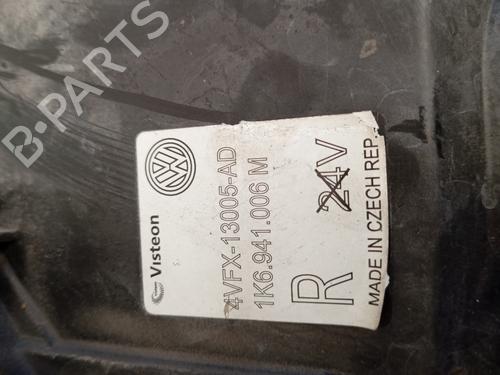 B-PARTS
Visteon
4VFX-13005-AD
1K6.941.006 M
R
24V
MADE IN CZECH REP.